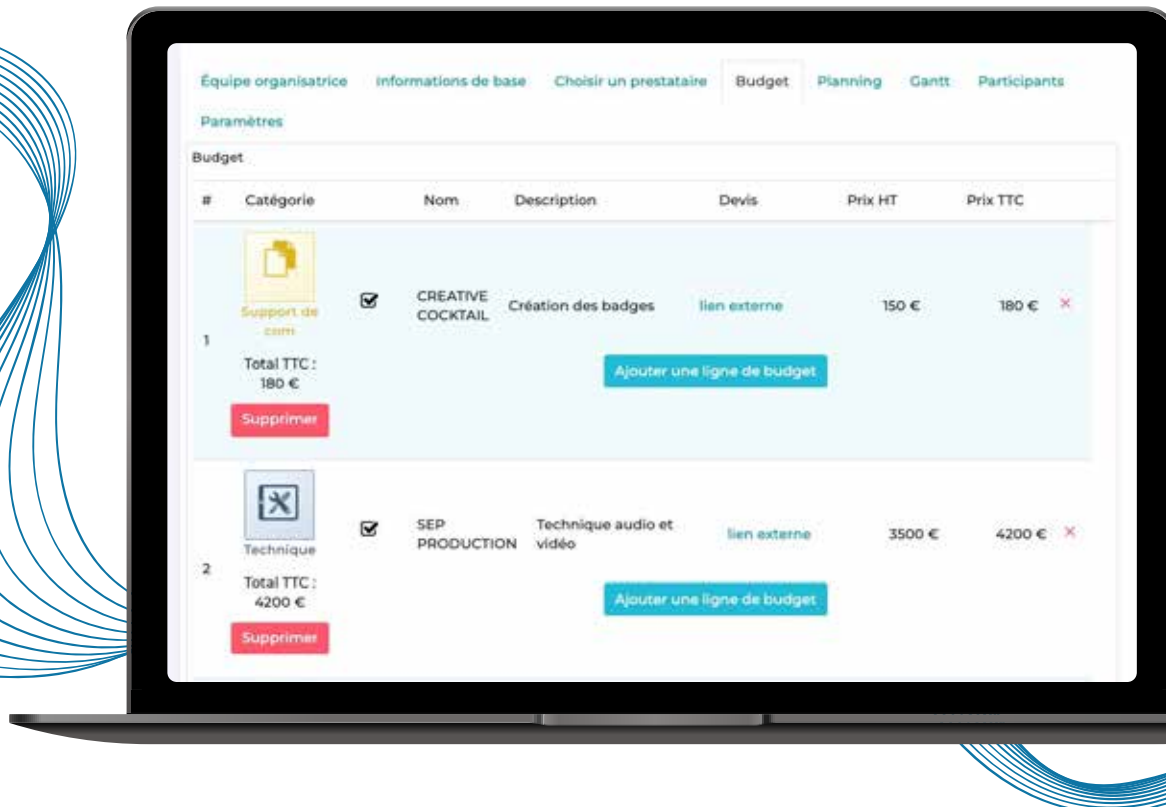 Équipe organisatrice Informations de base Choisir un prestataire Budget Planning Gantt Participants
Paramètres
Budget
# Catégorie Nom Description Devis Prix HT Prix TTC
1
Support de
com
Total TTC :
180 €
Supprimer
CREATIVE
COCKTAIL
Création des badges
lien externe
150 €
180 € ×
Ajouter une ligne de budget
2
Technique
Total TTC :
4200 €
Supprimer
SEP
PRODUCTION
Technique audio et
vidéo
lien externe
3500 €
4200 € ×
Ajouter une ligne de budget